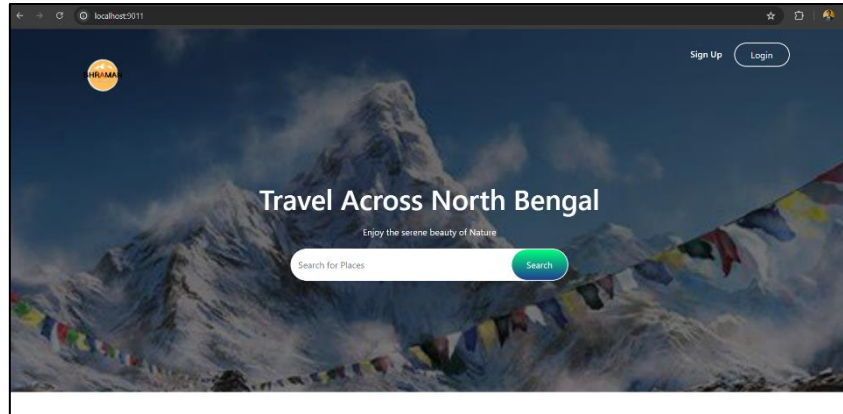 localhost:9011
Sign Up
Login
SHRAMAN
Travel Across North Bengal
Enjoy the serene beauty of Nature
Search for Places
Search